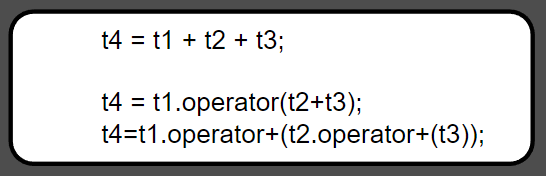 t4 = t1 + t2 + t3;
t4 = t1.operator(t2+t3);
t4=t1.operator+(t2.operator+(t3));